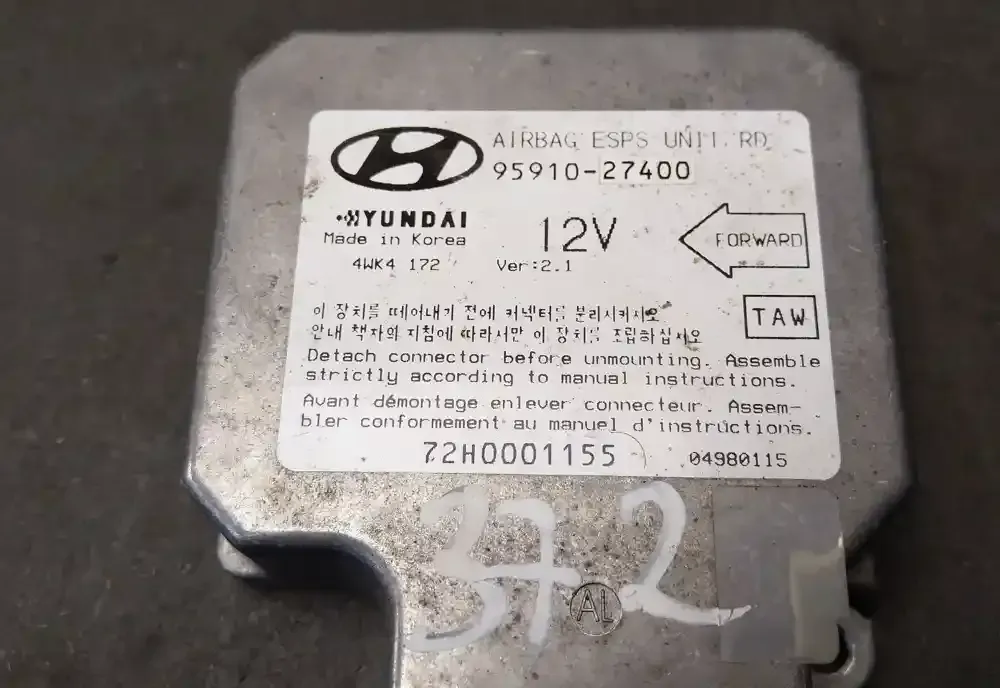 AIRBAG ESPS UNIT. RD
95910-27400
HYUNDAI
Made in Korea
12V
FORWARD
4WK4 172
Ver:2.1
TAW
이 장치를 떼어내기 전에 커넥터를 분리시키시오
안내 책자의 지침에 따라서만 이 장치를 조립하십시오
Detach connector before unmounting. Assemble
strictly according to manual instructions.
Avant démontage enlever connecteur. Assem-
bler conformement au manuel d'instructions.
72H0001155
04980115
372
AL